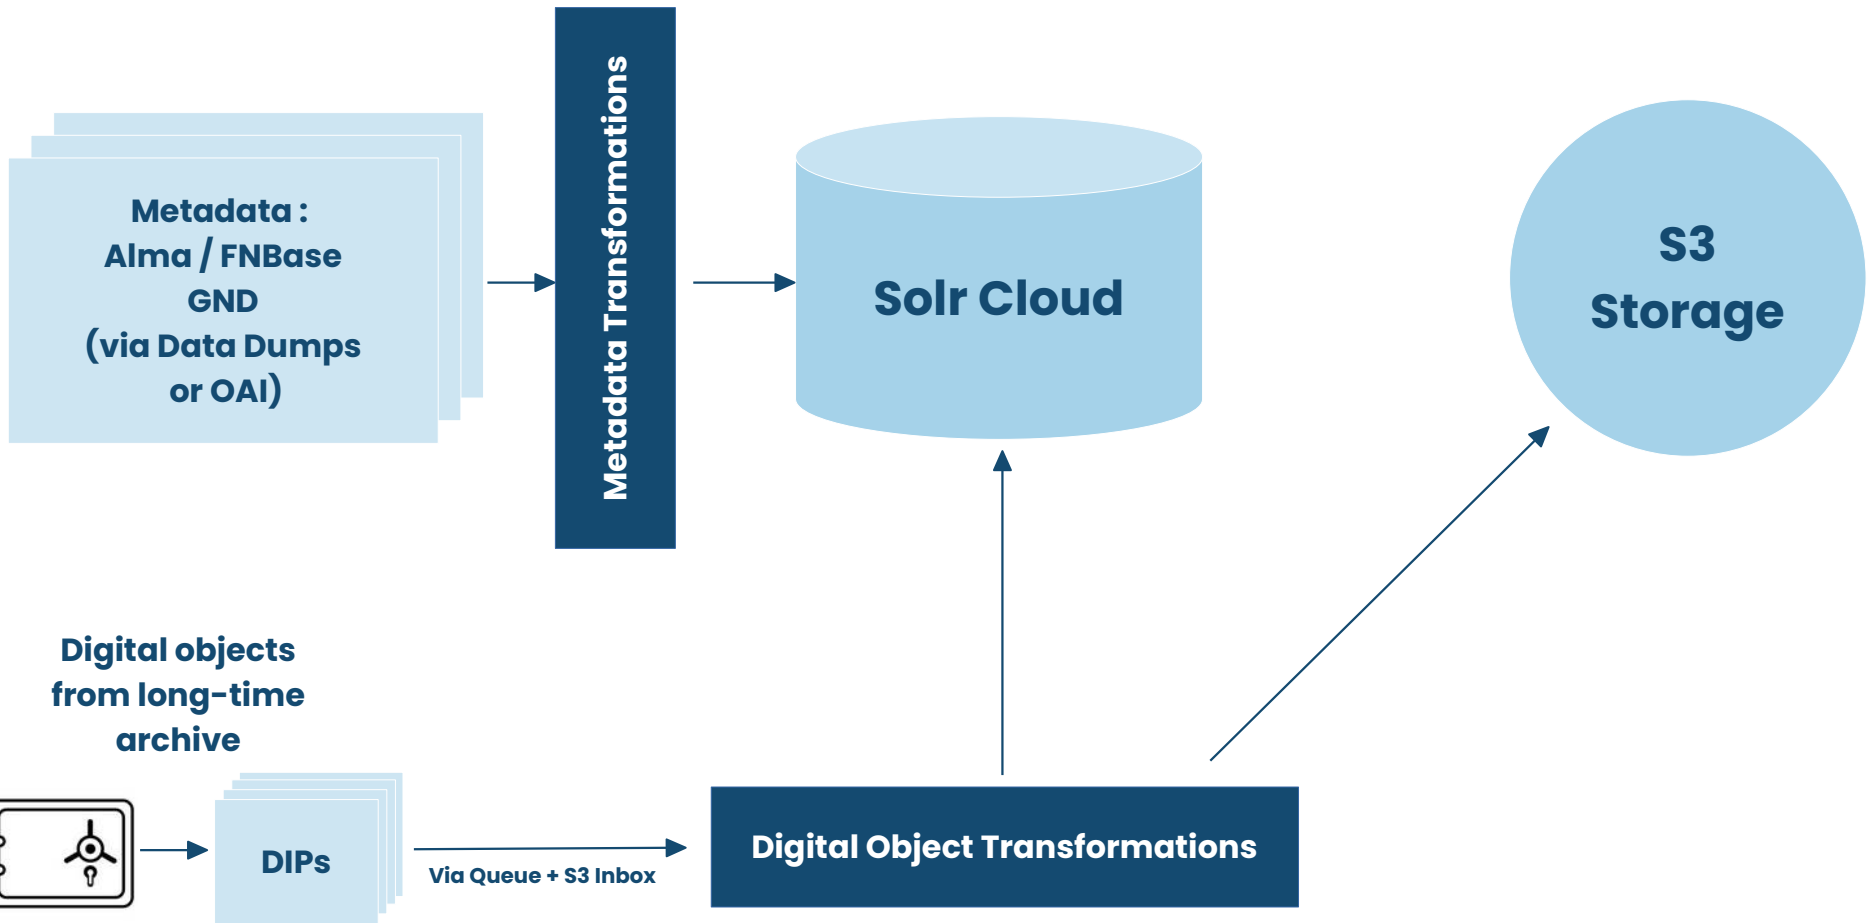 Metadata Transformations
Metadata :
Alma / FNBase
GND
(via Data Dumps
or OAI)
Solr Cloud
S3
Storage
Digital objects
from long-time
archive
DIPs
Via Queue + S3 Inbox
Digital Object Transformations